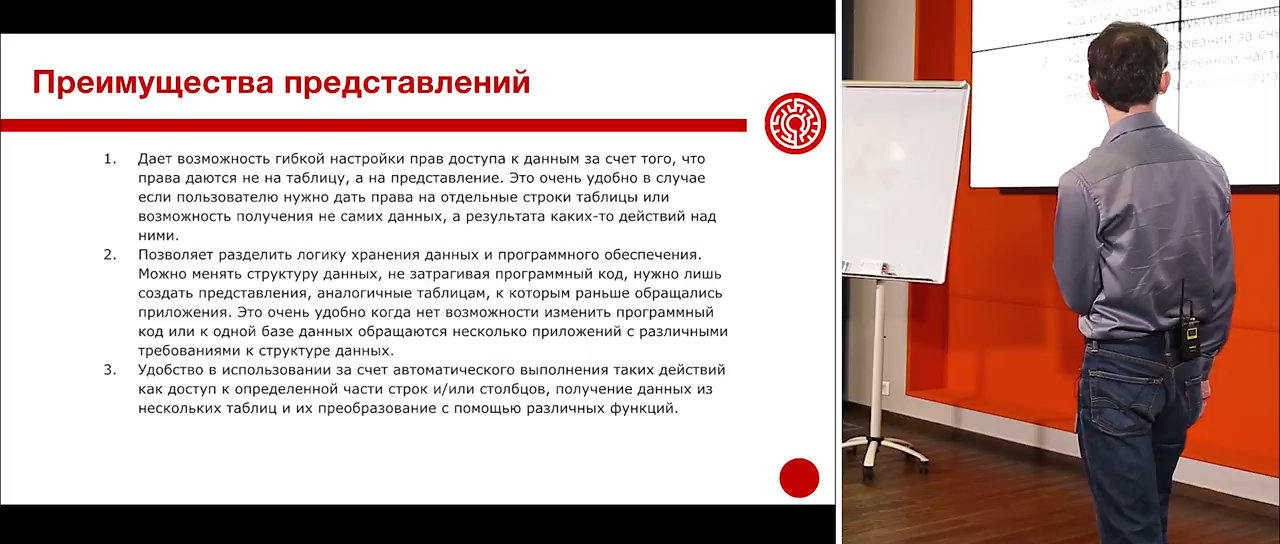 Преимущества представлений
1. Дает возможность гибкой настройки прав доступа к данным за счет того, что
права даются не на таблицу, а на представление. Это очень удобно в случае
если пользователю нужно дать права на отдельные строки таблицы или
возможность получения не самих данных, а результата каких-то действий над
ними.
2. Позволяет разделить логику хранения данных и программного обеспечения.
Можно менять структуру данных, не затрагивая программный код, нужно лишь
создать представления, аналогичные таблицам, к которым раньше обращались
приложения. Это очень удобно когда нет возможности изменить программный
код или к одной базе данных обращаются несколько приложений с различными
требованиями к структуре данных.
3. Удобство в использовании за счет автоматического выполнения таких действий
как доступ к определенной части строк и/или столбцов, получение данных из
нескольких таблиц и их преобразование с помощью различных функций.